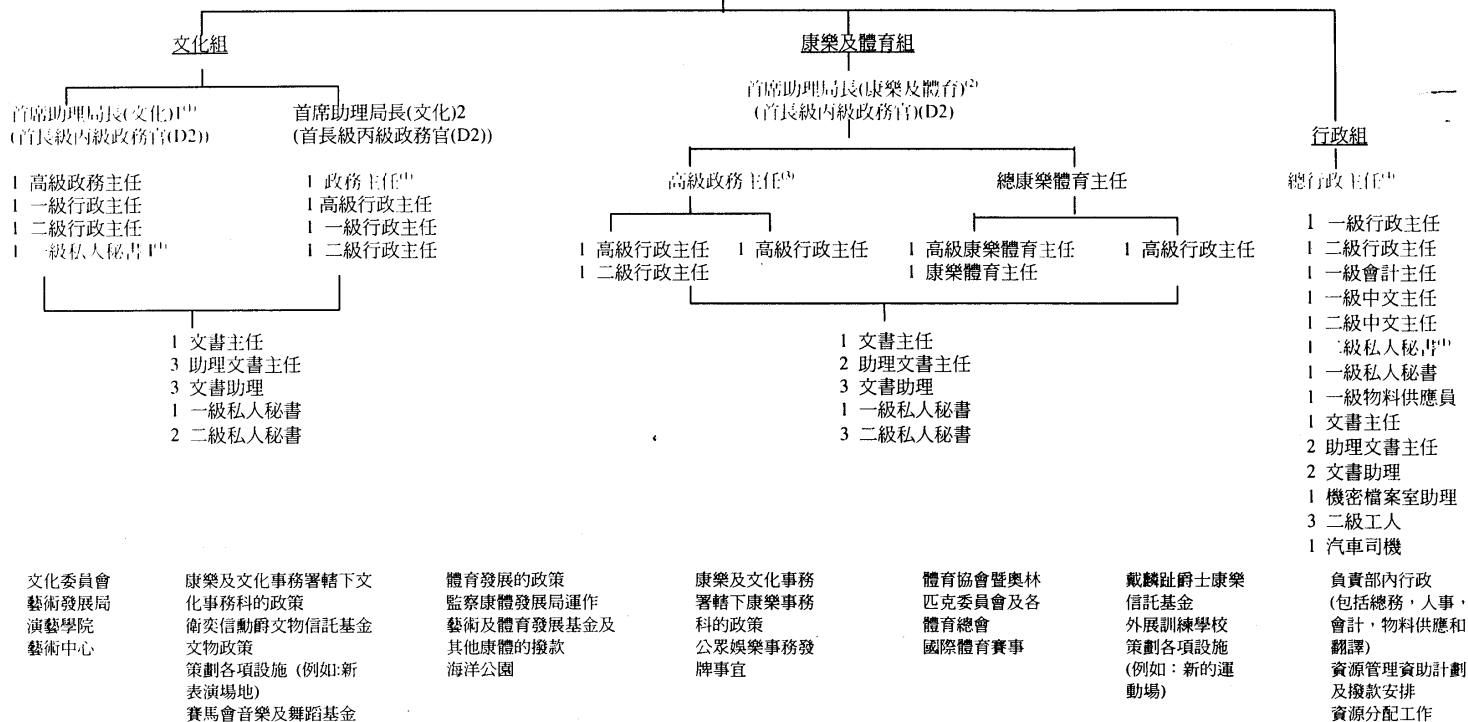 文化組
首席助理局長(文化)1⁽¹⁾
(首長級丙級政務官(D2))
1 高級政務主任
1 一級行政主任
1 二級行政主任
1 一級私人秘書1⁽¹⁾
首席助理局長(文化)2
(首長級丙級政務官(D2))
1 政務主任⁽¹⁾
1 高級行政主任
1 一級行政主任
1 二級行政主任
1 文書主任
3 助理文書主任
3 文書助理
1 一級私人秘書
2 二級私人秘書
康樂及體育組
首席助理局長(康樂及體育)⁽²⁾
(首長級丙級政務官)(D2)
高級政務主任⁽³⁾
1 高級行政主任
1 二級行政主任
1 高級行政主任
總康樂體育主任
1 高級康樂體育主任
1 康樂體育主任
1 高級行政主任
1 文書主任
2 助理文書主任
3 文書助理
1 一級私人秘書
3 二級私人秘書
行政組
總行政主任
1 一級行政主任
1 二級行政主任
1 一級會計主任
1 一級中文主任
1 二級中文主任
1 二級私人秘書⁽¹⁾
1 一級私人秘書
1 一級物料供應員
1 文書主任
2 助理文書主任
2 文書助理
1 機密檔案室助理
3 二級工人
1 汽車司機
文化委員會
藝術發展局
演藝學院
藝術中心
康樂及文化事務署轄下文
化事務科的政策
衛奕信勳爵文物信託基金
文物政策
策劃各項設施 (例如:新
表演場地)
賽馬會音樂及舞蹈基金
體育發展的政策
監察康體發展局運作
藝術及體育發展基金及
其他康體的撥款
海洋公園
康樂及文化事務
署轄下康樂事務
科的政策
公眾娛樂事務發
牌事宜
體育協會暨奧林
匹克委員會及各
體育總會
國際體育賽事
戴麟趾爵士康樂
信託基金
外展訓練學校
策劃各項設施
(例如：新的運
動場)
負責部內行政
(包括總務，人事，
會計，物料供應和
翻譯)
資源管理資助計劃
及撥款安排
資源分配工作